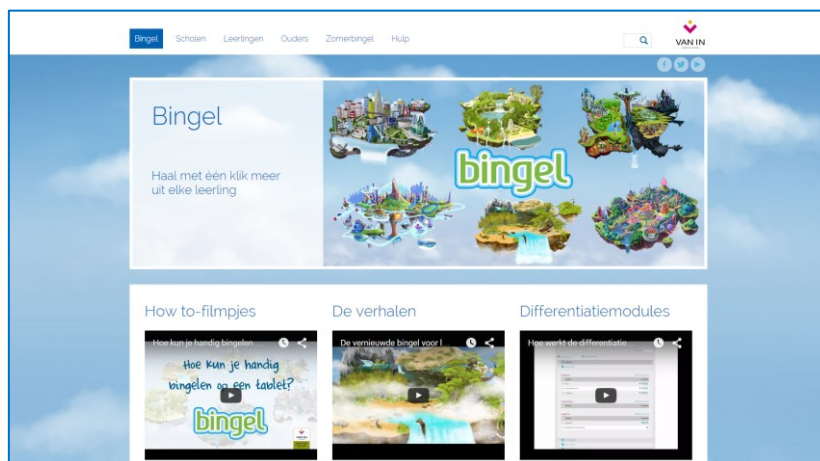 Bingel Scholen Leerlingen Ouders Zomerbingel Hulp
VAN IN
Bingel
Haal met één klik meer
uit elke leerling
bingel
How to-filmpjes
De verhalen
Differentiatiemodules
Hoe kun je handig bingelen
Hoe kun je handig
bingelen op een tablet?
bingel
De vernieuwde bingel voor l...
Hoe werkt de differentiatie